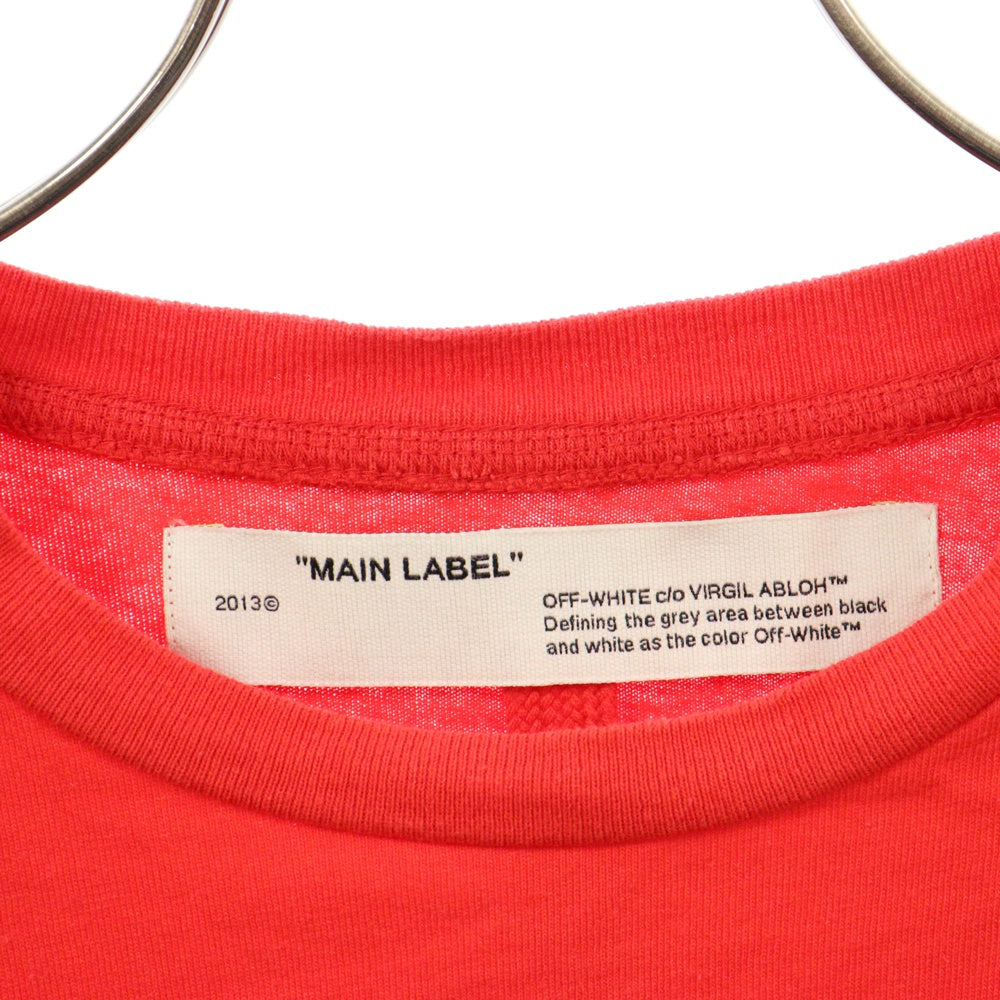 "MAIN LABEL"
2013©
OFF-WHITE c/o VIRGIL ABLOH™
Defining the grey area between black
and white as the color Off-White™